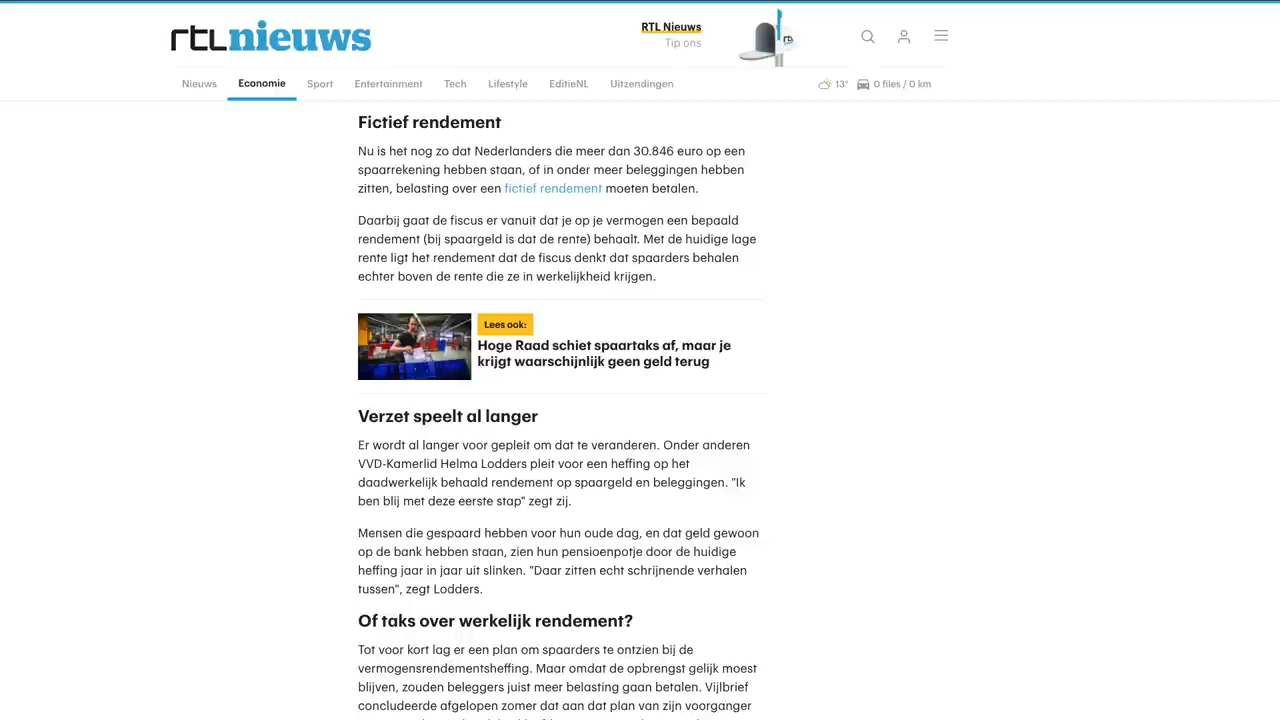 rtlnieuws
RTL Nieuws
Tip ons
rtl
Nieuws Economie Sport Entertainment Tech Lifestyle EditieNL Uitzendingen 13° 0 files / 0 km
Fictief rendement
Nu is het nog zo dat Nederlanders die meer dan 30.846 euro op een
spaarrekening hebben staan, of in onder meer beleggingen hebben
zitten, belasting over een fictief rendement moeten betalen.
Daarbij gaat de fiscus er vanuit dat je op je vermogen een bepaald
rendement (bij spaargeld is dat de rente) behaalt. Met de huidige lage
rente ligt het rendement dat de fiscus denkt dat spaarders behalen
echter boven de rente die ze in werkelijkheid krijgen.
Lees ook:
Hoge Raad schiet spaartaks af, maar je
krijgt waarschijnlijk geen geld terug
Verzet speelt al langer
Er wordt al langer voor gepleit om dat te veranderen. Onder anderen
VVD-Kamerlid Helma Lodders pleit voor een heffing op het
daadwerkelijk behaald rendement op spaargeld en beleggingen. "Ik
ben blij met deze eerste stap" zegt zij.
Mensen die gespaard hebben voor hun oude dag, en dat geld gewoon
op de bank hebben staan, zien hun pensioenpotje door de huidige
heffing jaar in jaar uit slinken. "Daar zitten echt schrijnende verhalen
tussen", zegt Lodders.
Of taks over werkelijk rendement?
Tot voor kort lag er een plan om spaarders te ontzien bij de
vermogensrendementsheffing. Maar omdat de opbrengst gelijk moest
blijven, zouden beleggers juist meer belasting gaan betalen. Vijlbrief
concludeerde afgelopen zomer dat aan dat plan van zijn voorganger